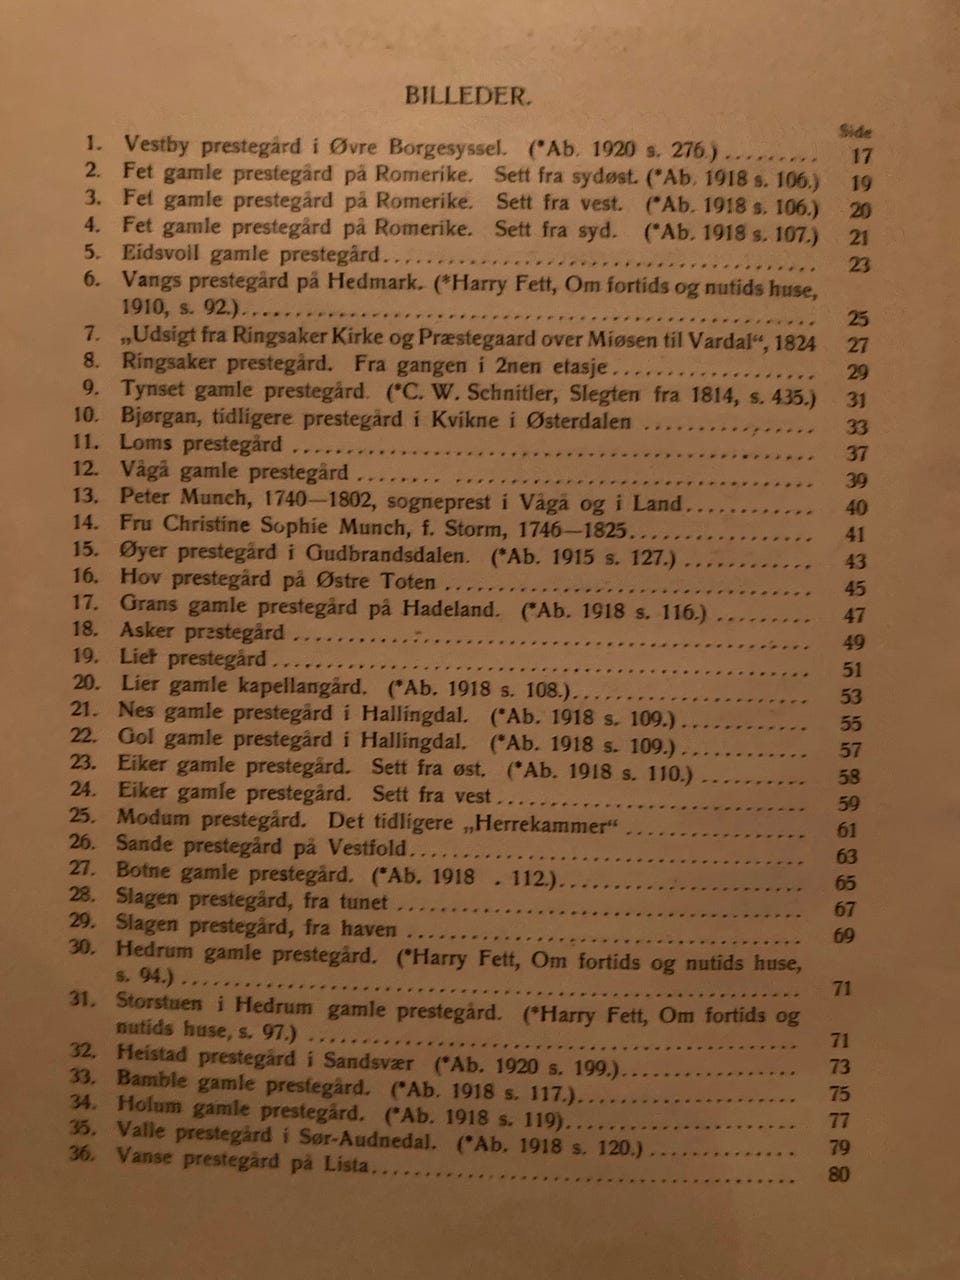 BILLEDER.
Side
1. Vestby prestegård i Øvre Borgesyssel. (*Ab. 1920 s. 276.) ......... 17
2. Fet gamle prestegård på Romerike. Sett fra sydøst. (*Ab. 1918 s. 106.) 19
3. Fet gamle prestegård på Romerike. Sett fra vest. (*Ab. 1918 s. 106.) 20
4. Fet gamle prestegård på Romerike. Sett fra syd. (*Ab. 1918 s. 107.) 21
5. Eidsvoll gamle prestegård........................................ 23
6. Vangs prestegård på Hedmark. (*Harry Fett, Om fortids og nutids huse,
1910, s. 92.)........................................................ 25
7. „Udsigt fra Ringsaker Kirke og Præstegaard over Miøsen til Vardal“, 1824 27
8. Ringsaker prestegård. Fra gangen i 2nen etasje ................... 29
9. Tynset gamle prestegård. (*C. W. Schnitler, Slegten fra 1814, s. 435.) 31
10. Bjørgan, tidligere prestegård i Kvikne i Østerdalen ................ 33
11. Loms prestegård .................................................. 37
12. Vågå gamle prestegård ........ .................................. 39
13. Peter Munch, 1740—1802, sogneprest i Vågå og i Land............ 40
14. Fru Christine Sophie Munch, f. Storm, 1746—1825................. 41
15. Øyer prestegård i Gudbrandsdalen. (*Ab. 1915 s. 127.) ............ 43
16. Hov prestegård på Østre Toten ................................... 45
17. Grans gamle prestegård på Hadeland. (*Ab. 1918 s. 116.) ......... 47
18. Asker prestegård ................................................ 49
19. Lier prestegård .................................................. 51
20. Lier gamle kapellangård. (*Ab. 1918 s. 108.)...................... 53
21. Nes gamle prestegård i Hallingdal. (*Ab. 1918 s. 109.) ............ 55
22. Gol gamle prestegård i Hallingdal. (*Ab. 1918 s. 109.) ............ 57
23. Eiker gamle prestegård. Sett fra øst. (*Ab. 1918 s. 110.) .......... 58
24. Eiker gamle prestegård. Sett fra vest ............................. 59
25. Modum prestegård. Det tidligere „Herrekammer“ ................. 61
26. Sande prestegård på Vestfold..................................... 63
27. Botne gamle prestegård. (*Ab. 1918 . 112.)........................ 65
28. Slagen prestegård, fra tunet ...................................... 67
29. Slagen prestegård, fra haven ..................................... 69
30. Hedrum gamle prestegård. (*Harry Fett, Om fortids og nutids huse,
s. 94.) .......................................................... 71
31. Storstuen i Hedrum gamle prestegård. (*Harry Fett, Om fortids og
nutids huse, s. 97.) ............................................. 71
32. Heistad prestegård i Sandsvær (*Ab. 1920 s. 199.)................. 73
33. Bamble gamle prestegård. (*Ab. 1918 s. 117.)...................... 75
34. Holum gamle prestegård. (*Ab. 1918 s. 119)....................... 77
35. Valle prestegård i Sør-Audnedal. (*Ab. 1918 s. 120.) .............. 79
36. Vanse prestegård på Lista........................................ 80